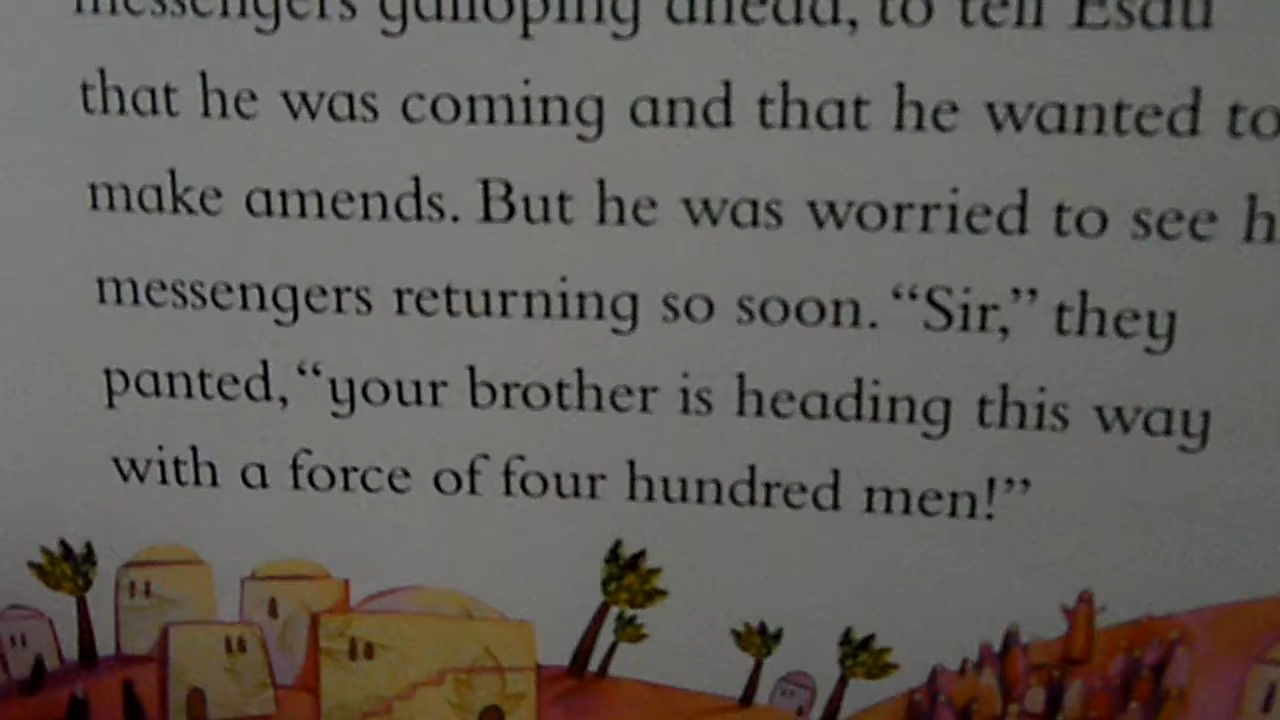 messengers galloping ahead, to tell Esau
that he was coming and that he wanted to
make amends. But he was worried to see
messengers returning so soon. “Sir,” they
panted, “your brother is heading this way
with a force of four hundred men!”